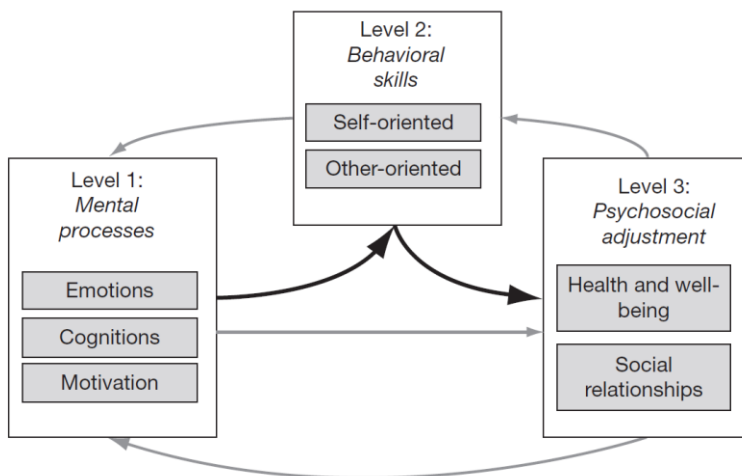 Level 2:
Behavioral
skills
Self-oriented
Other-oriented
Level 1:
Mental
processes
Emotions
Cognitions
Motivation
Level 3:
Psychosocial
adjustment
Health and well-
being
Social
relationships